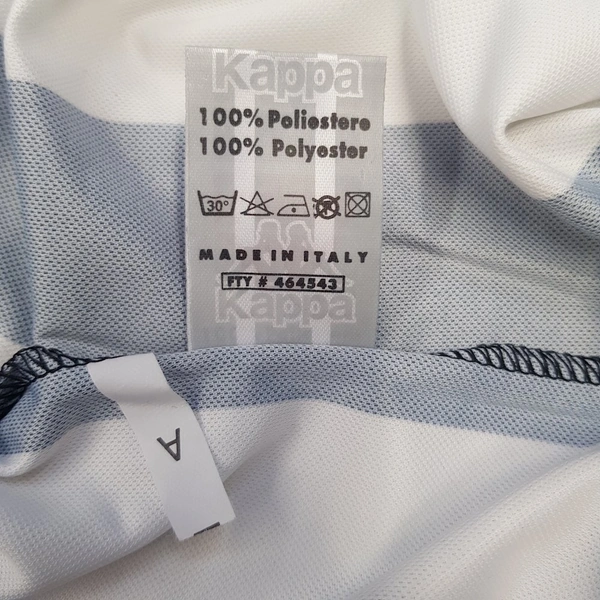 Kappa
100% Poliestere
100% Polyester
30°
MADE IN ITALY
FTY # 464543
Kappa
A